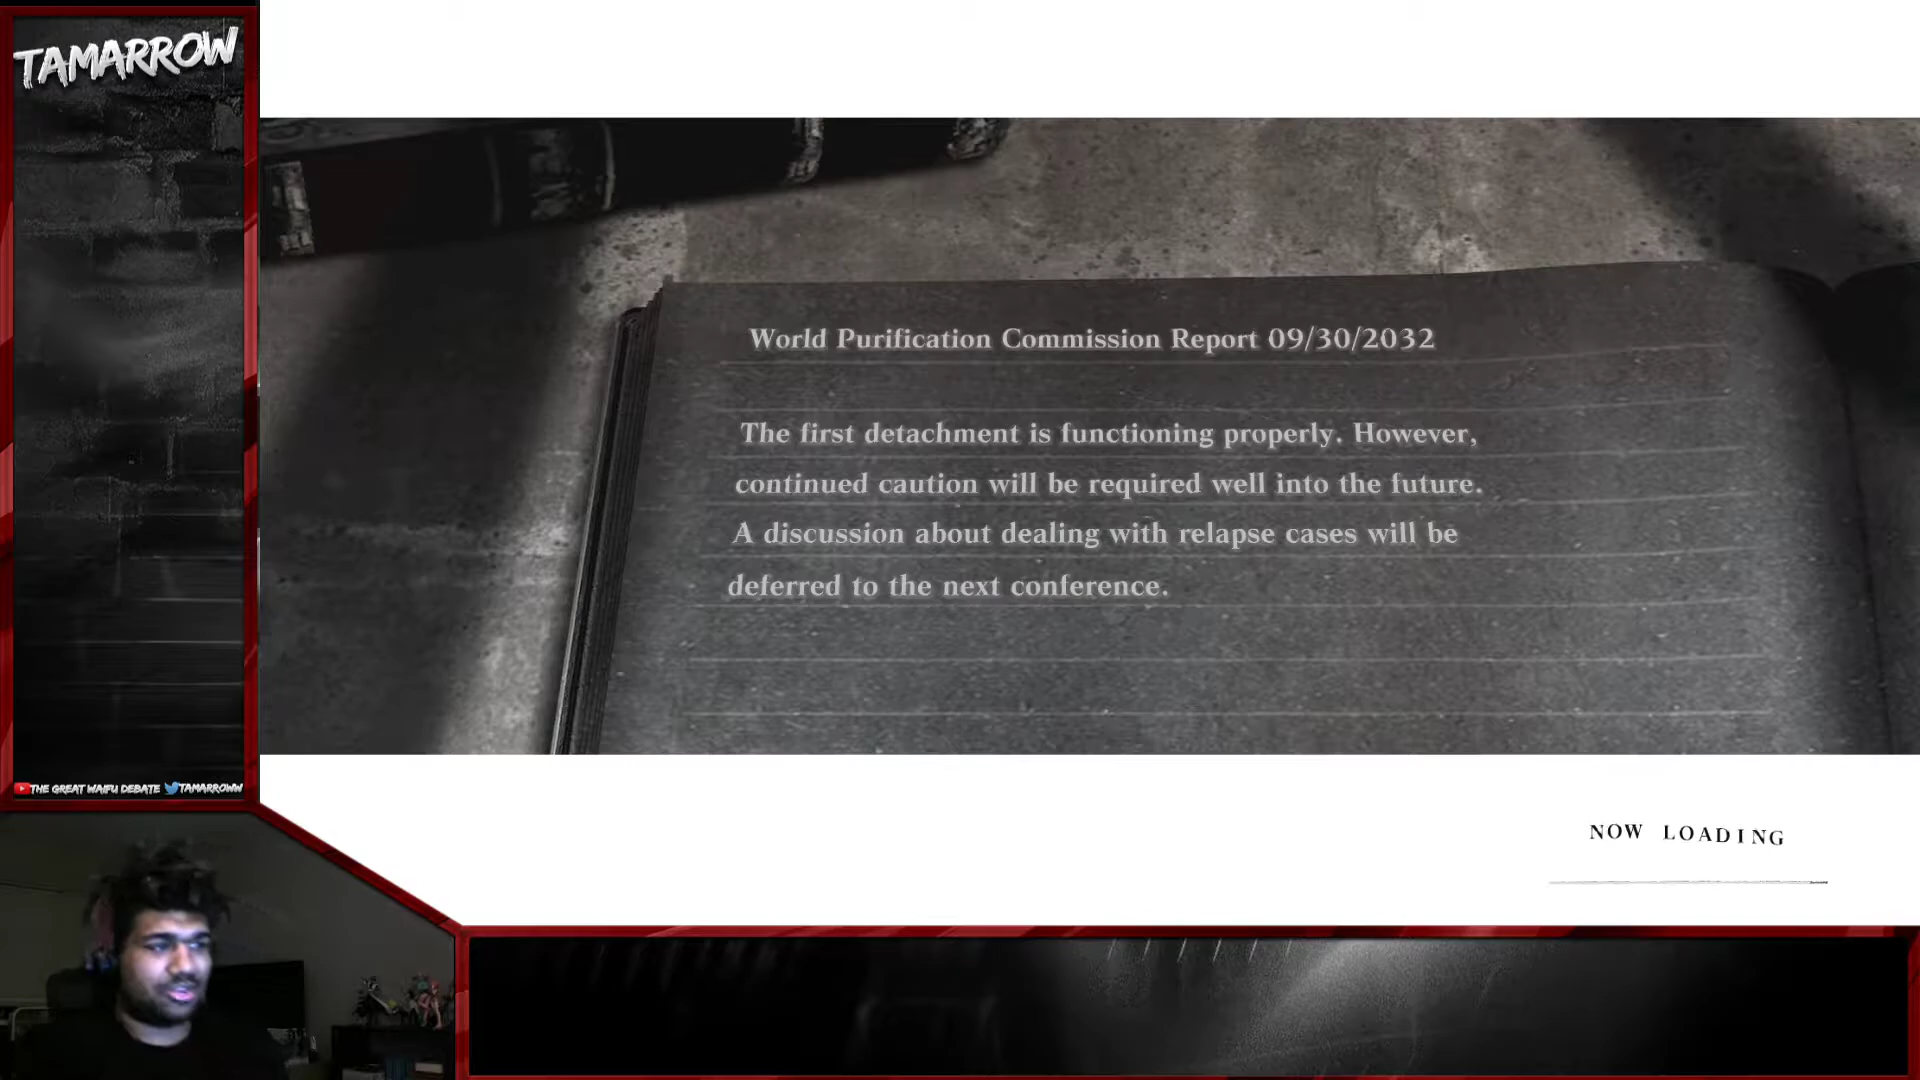 TAMARROW
World Purification Commission Report 09/30/2032
The first detachment is functioning properly. However,
continued caution will be required well into the future.
A discussion about dealing with relapse cases will be
deferred to the next conference.
THE GREAT WAIFU DEBATE TAMARROWW
NOW LOADING